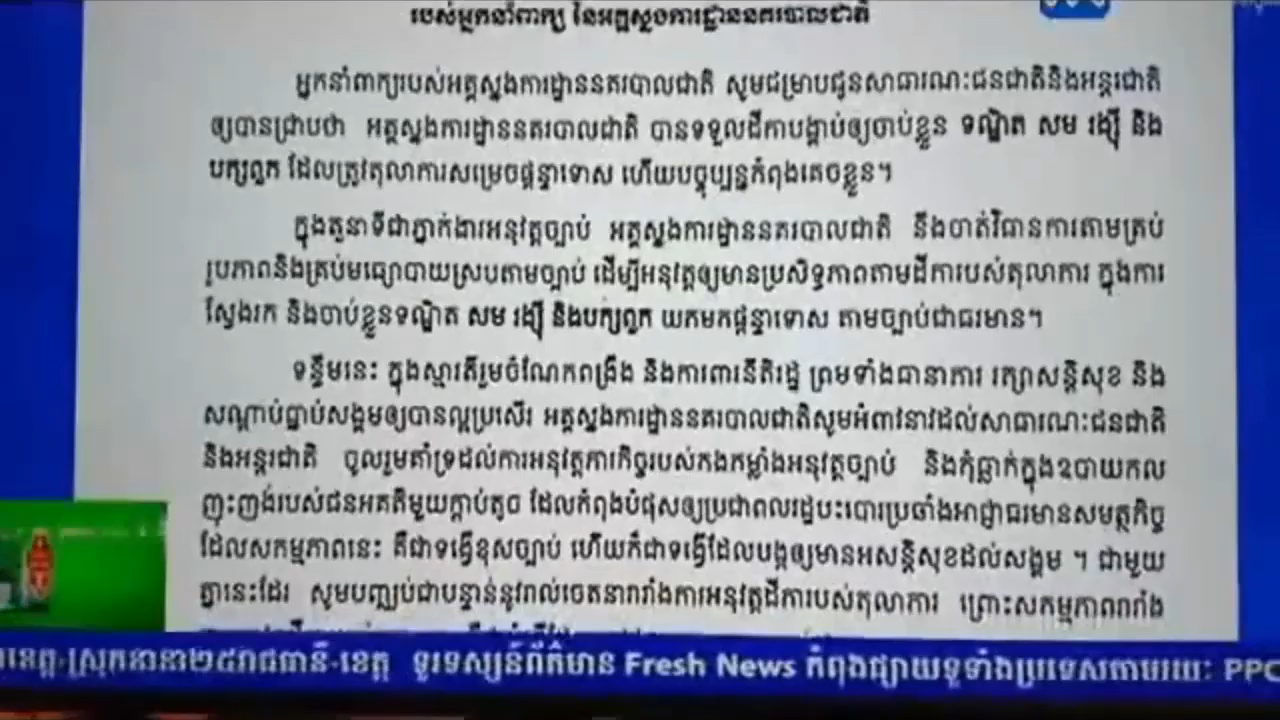 របស់អ្នកនាំពាក្យ នៃអគ្គស្នងការដ្ឋាននគរបាលជាតិ
អ្នកនាំពាក្យរបស់អគ្គស្នងការដ្ឋាននគរបាលជាតិ សូមជម្រាបជូនសាធារណៈជនជាតិនិងអន្តរជាតិ
ឲ្យបានជ្រាបថា អគ្គស្នងការដ្ឋាននគរបាលជាតិ បានទទួលដីកាបង្គាប់ឲ្យចាប់ខ្លួន ទណ្ឌិត សម រង្ស៊ី និង
បក្សពួក ដែលត្រូវតុលាការសម្រេចផ្តន្ទាទោស ហើយបច្ចុប្បន្នកំពុងគេចខ្លួន។
ក្នុងតួនាទីជាភ្នាក់ងារអនុវត្តច្បាប់ អគ្គស្នងការដ្ឋាននគរបាលជាតិ នឹងចាត់វិធានការតាមគ្រប់
រូបភាពនិងគ្រប់មធ្យោបាយស្របតាមច្បាប់ ដើម្បីអនុវត្តឲ្យមានប្រសិទ្ធភាពតាមដីការបស់តុលាការ ក្នុងការ
ស្វែងរក និងចាប់ខ្លួនទណ្ឌិត សម រង្ស៊ី និងបក្សពួក យកមកផ្តន្ទាទោស តាមច្បាប់ជាធរមាន។
ទន្ទឹមនេះ ក្នុងស្មារតីរួមចំណែកពង្រឹង និងការពារនីតិរដ្ឋ ព្រមទាំងធានាការ រក្សាសន្តិសុខ និង
សណ្តាប់ធ្នាប់សង្គមឲ្យបានល្អប្រសើរ អគ្គស្នងការដ្ឋាននគរបាលជាតិសូមអំពាវនាវដល់សាធារណៈជនជាតិ
និងអន្តរជាតិ ចូលរួមគាំទ្រដល់ការអនុវត្តភារកិច្ចរបស់កងកម្លាំងអនុវត្តច្បាប់ និងកុំធ្លាក់ក្នុងឧបាយកល
ញុះញង់របស់ជនអគតិមួយក្តាប់តូច ដែលកំពុងបំផុសឲ្យប្រជាពលរដ្ឋបះបោរប្រឆាំងអាជ្ញាធរមានសមត្ថកិច្ច
ដែលសកម្មភាពនេះ គឺជាទង្វើខុសច្បាប់ ហើយក៏ជាទង្វើដែលបង្កឲ្យមានអសន្តិសុខដល់សង្គម ។ ជាមួយ
គ្នានេះដែរ សូមបញ្ឈប់ជាបន្ទាន់នូវរាល់ចេតនារារាំងការអនុវត្តដីការបស់តុលាការ ព្រោះសកម្មភាពរារាំង
ខេត្ត-ស្រុកនានា២៥រាជធានី-ខេត្ត ទូរទស្សន៍ព័ត៌មាន Fresh News កំពុងផ្សាយទូទាំងប្រទេសតាមរយៈ PPC